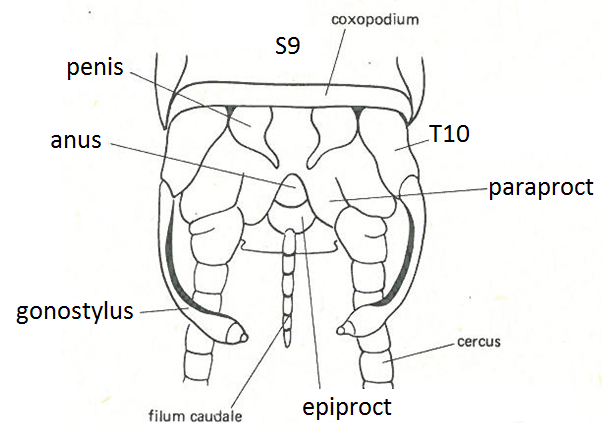 coxopodium
S9
penis
anus
T10
paraproct
gonostylus
cercus
filum caudale
epiproct